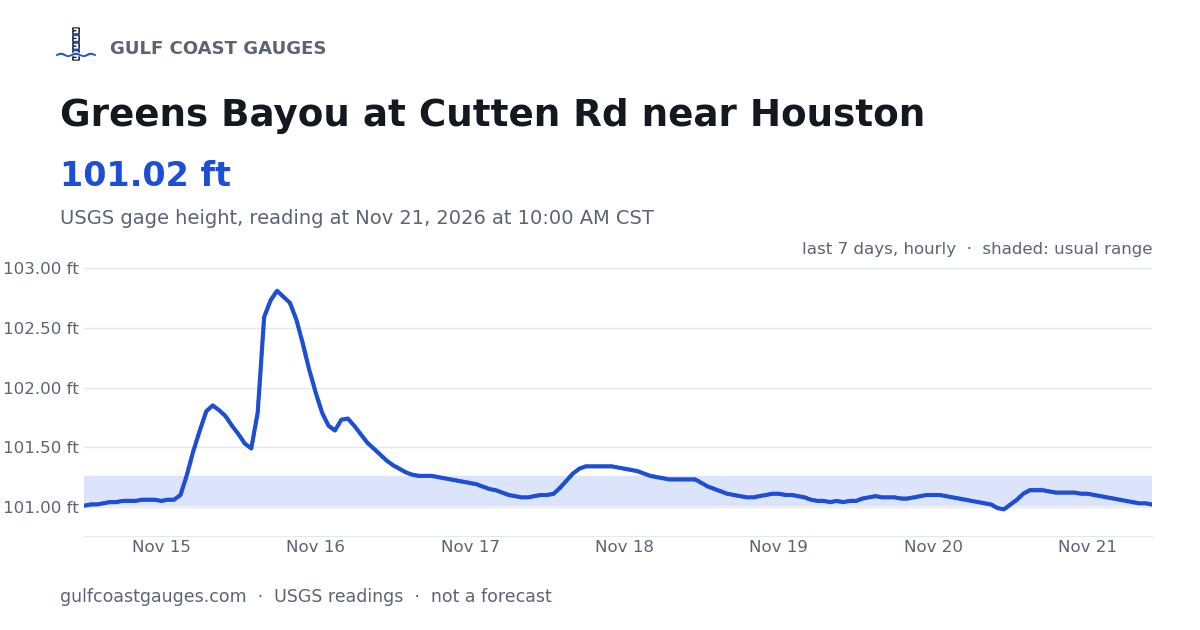 GULF COAST GAUGES
Greens Bayou at Cutten Rd near Houston
101.02 ft
USGS gage height, reading at Nov 21, 2026 at 10:00 AM CST
last 7 days, hourly · shaded: usual range
103.00 ft
102.50 ft
102.00 ft
101.50 ft
101.00 ft
Nov 15 Nov 16 Nov 17 Nov 18 Nov 19 Nov 20 Nov 21
gulfcoastgauges.com · USGS readings · not a forecast